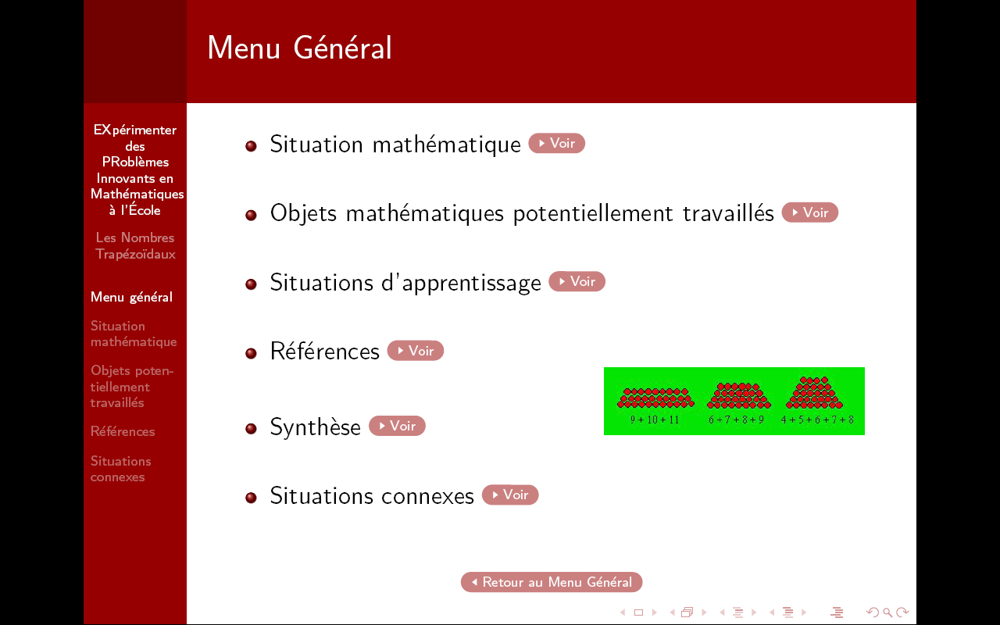 Menu Général
EXpérimenter
des
PRoblèmes
Innovants en
Mathématiques
à l'École
Les Nombres
Trapézoïdaux
Menu général
Situation
mathématique
Objets poten-
tiellement
travaillés
Références
Situations
connexes
Situation mathématique Voir
Objets mathématiques potentiellement travaillés Voir
Situations d'apprentissage Voir
Références Voir
Synthèse Voir
9 + 10 + 11 6 + 7 + 8 + 9 4 + 5 + 6 + 7 + 8
Situations connexes Voir
Retour au Menu Général